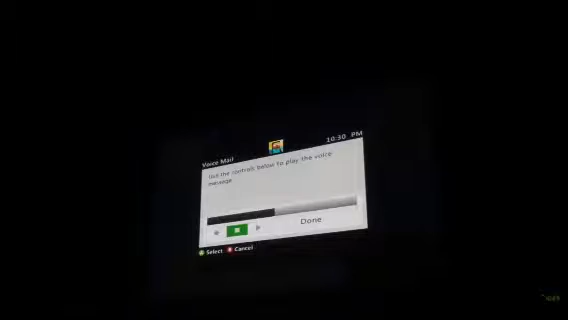 10:30 PM
Voice Mail
Use the controls below to play the voice
message
Done
Select Cancel